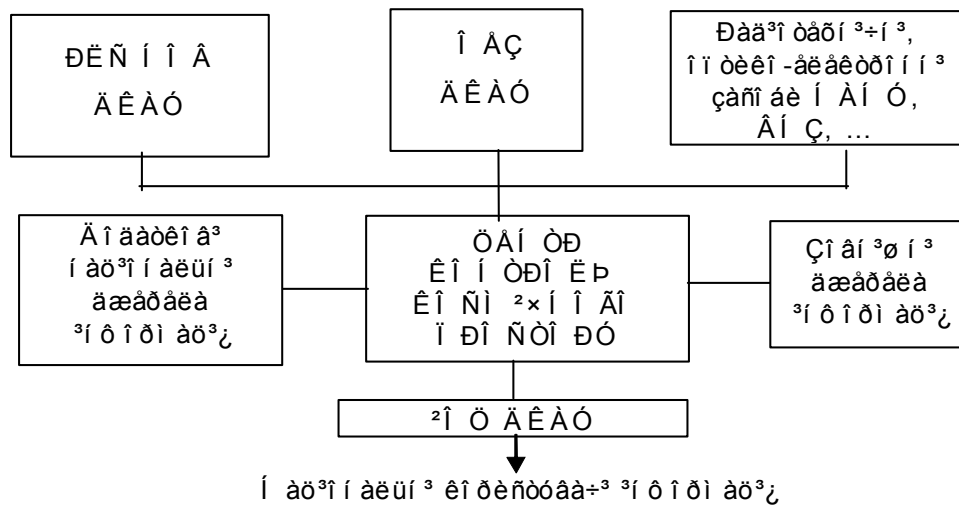 ÐËÑ Í Î Â
ÄÊÀÓ
Î ÅÇ
ÄÊÀÓ
Ðàä³î òåõí ³÷í ³,
î ï òèêî -åëåêòðî í í ³
çàñî áè Í ÀÍ Ó,
ÂÍ Ç, ...
Ä î äàòêî â³
í àö³î í àëüí ³
äæåðåëà
³í ô î ðì àö³¿
ÖÅÍ ÒÐ
ÊÎ Í ÒÐÎ ËÞ
ÊÎ ÑÌ ²×Í Î ÃÎ
Ï ÐÎ ÑÒÎ ÐÓ
Çî âí ³ø í ³
äæåðåëà
³í ô î ðì àö³¿
²Î Ö ÄÊÀÓ
Í àö³î í àëüí ³ êî ðèñòóâà÷³ ³í ô î ðì àö³¿